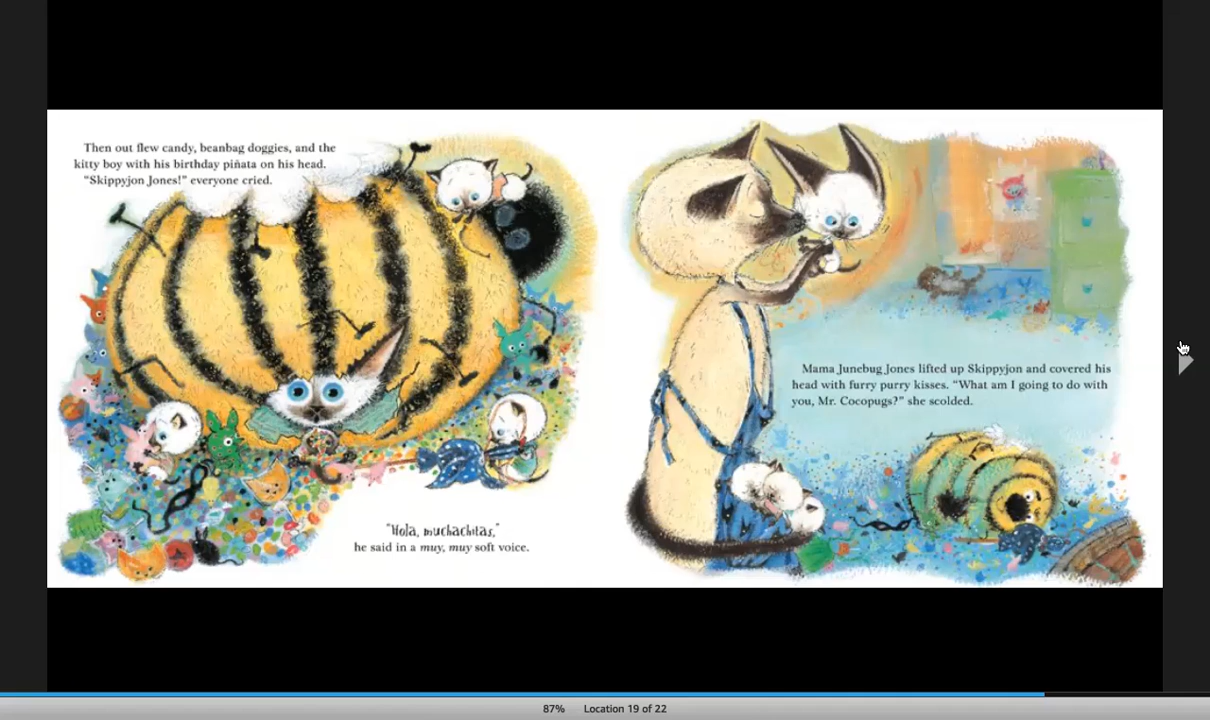 Then out flew candy, beanbag doggies, and the
kitty boy with his birthday piñata on his head.
"Skippyjon Jones!" everyone cried.
"Hola, muchachitas,"
he said in a muy, muy soft voice.
Mama Junebug Jones lifted up Skippyjon and covered his
head with furry purry kisses. "What am I going to do with
you, Mr. Cocopugs?" she scolded.
87% Location 19 of 22